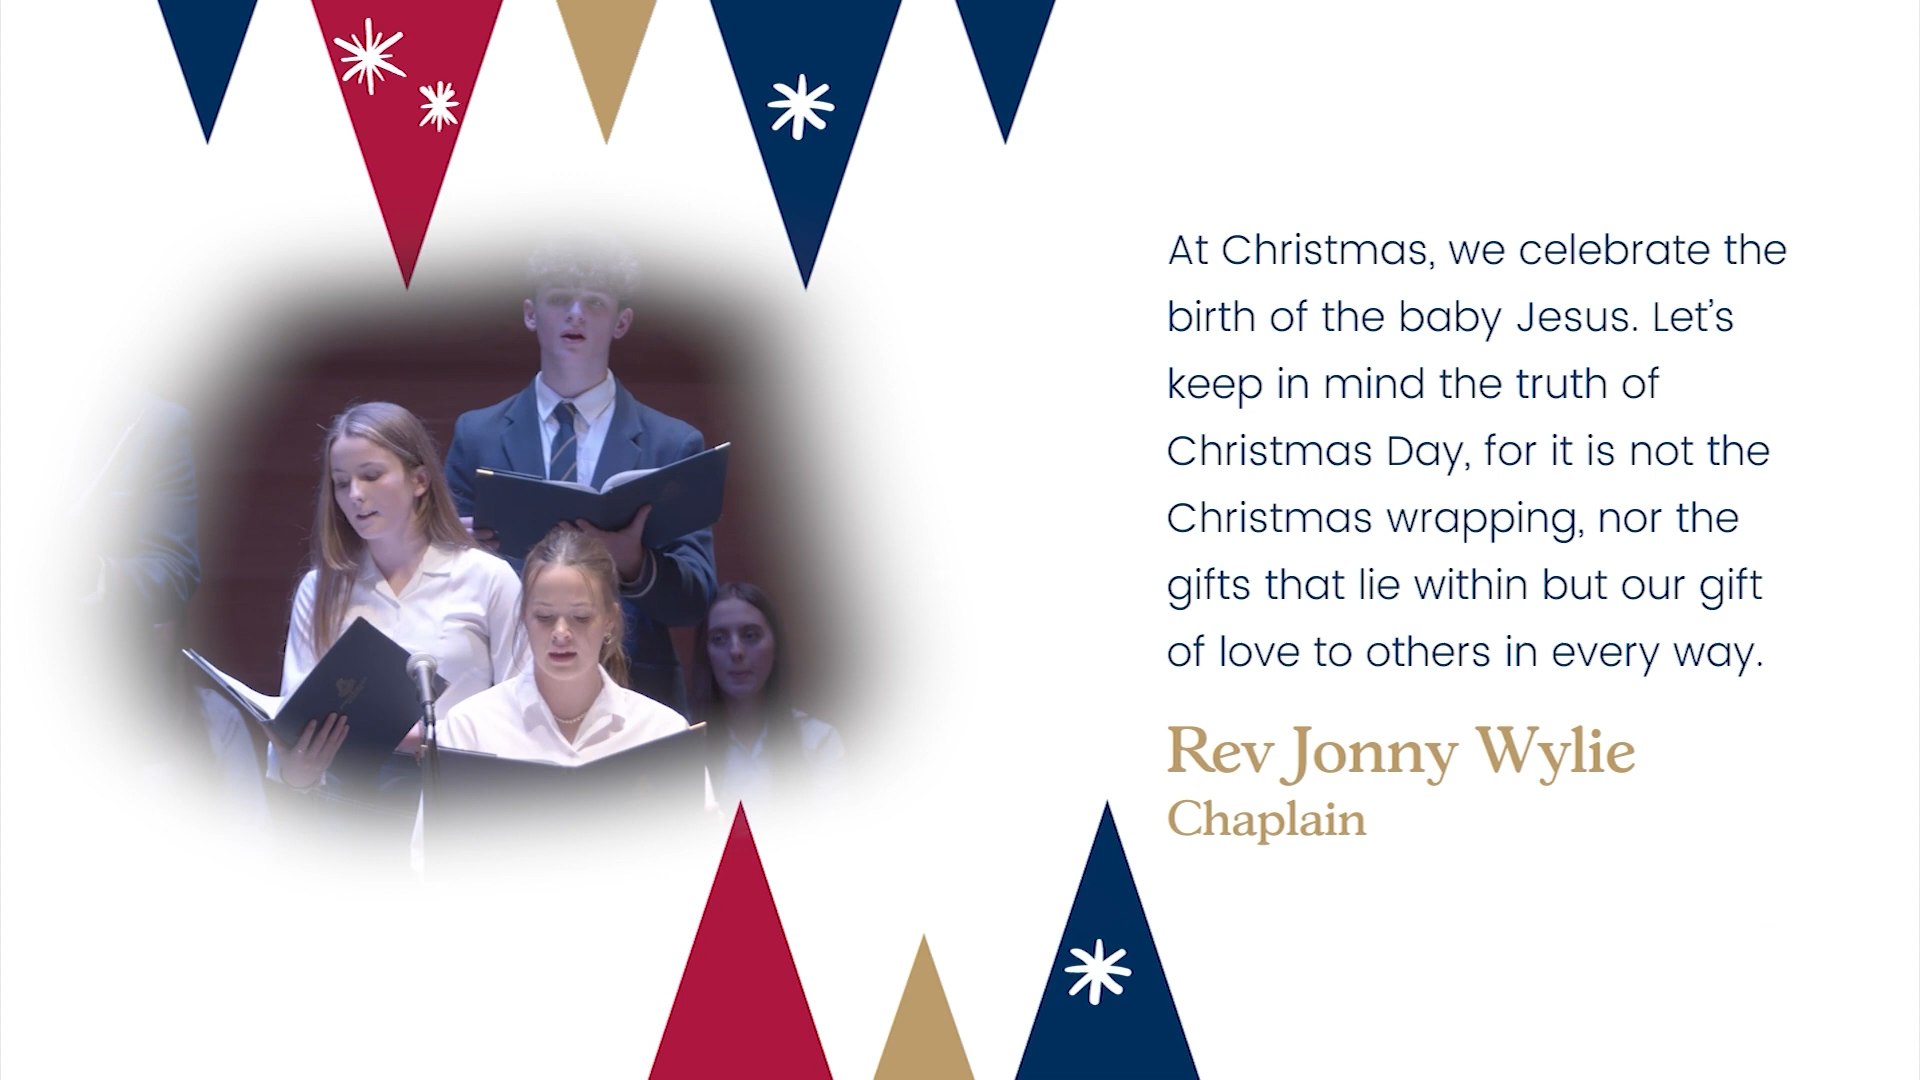 At Christmas, we celebrate the
birth of the baby Jesus. Let's
keep in mind the truth of
Christmas Day, for it is not the
Christmas wrapping, nor the
gifts that lie within but our gift
of love to others in every way.
Rev Jonny Wylie
Chaplain